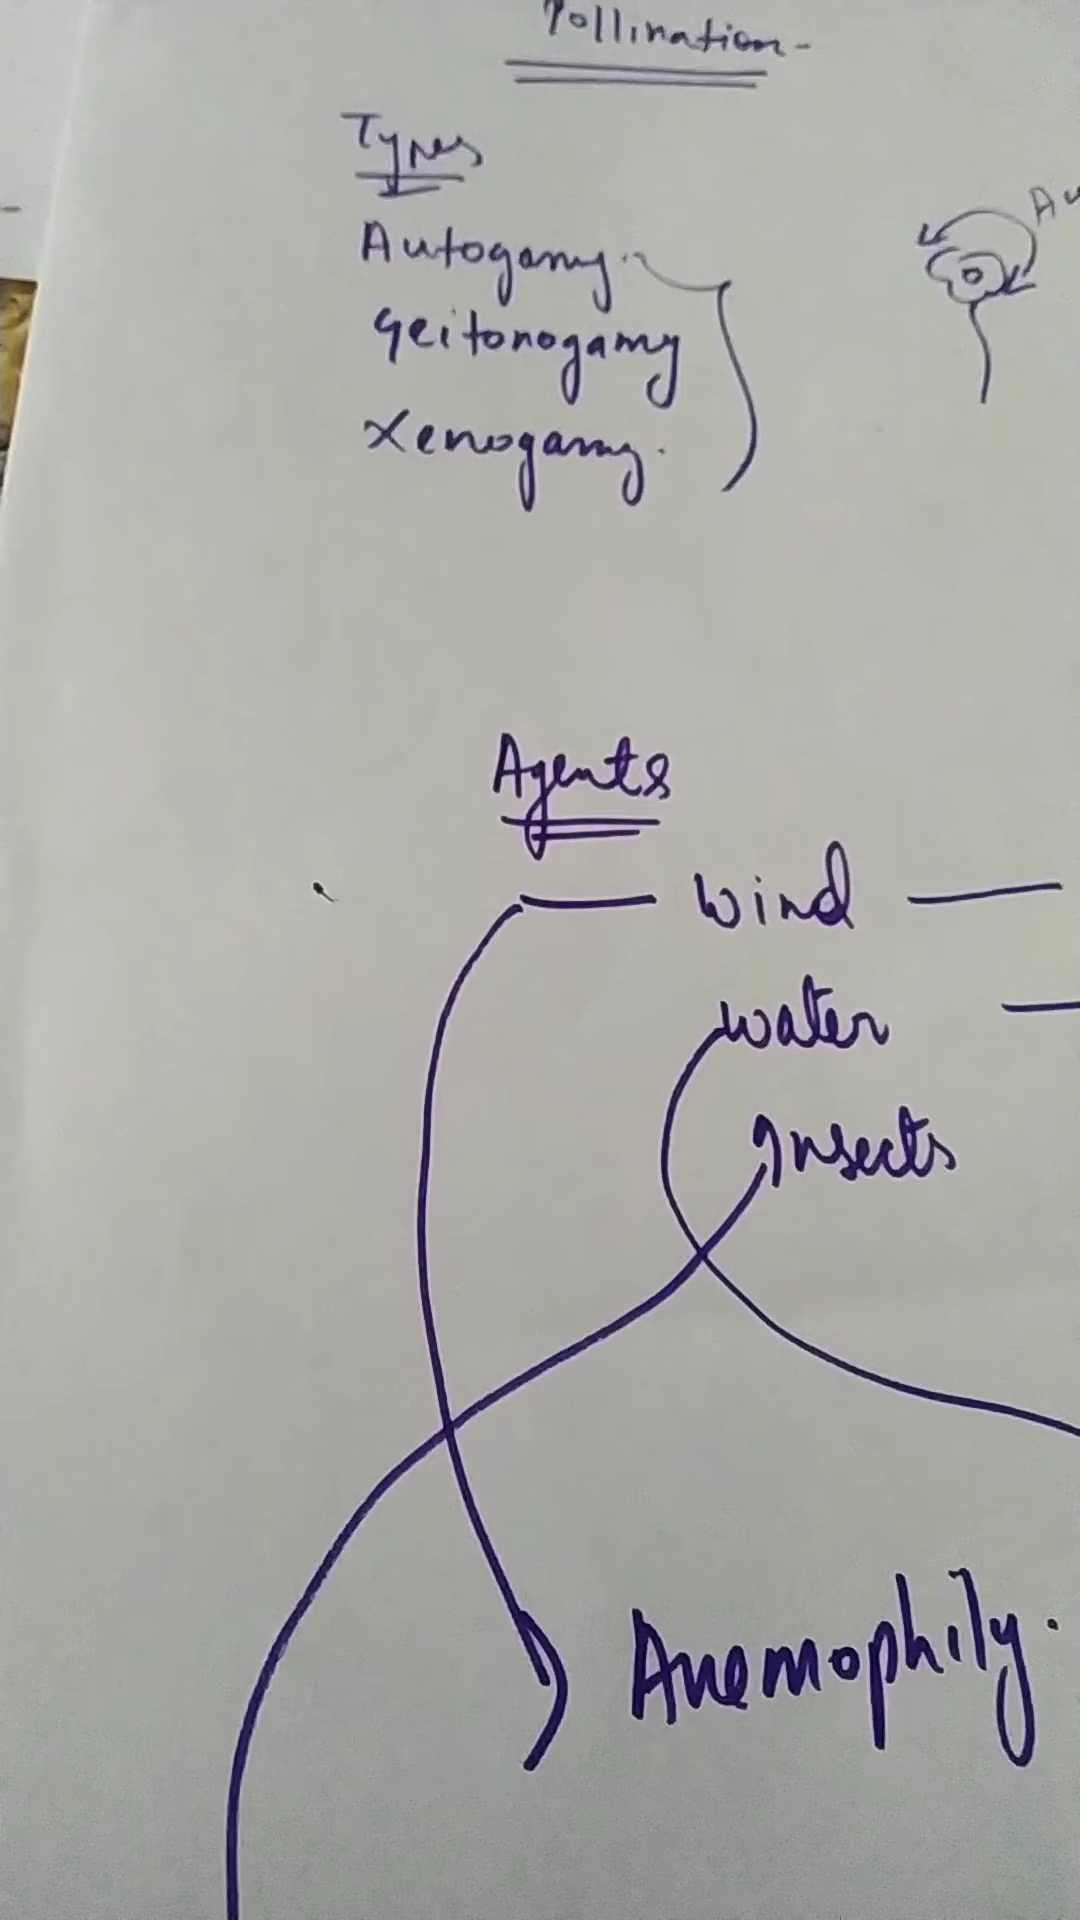 Pollination-
Types
Autogamy.
Geitonogamy
Xenogamy.
Agents
wind
water
Insects
Anemophily.